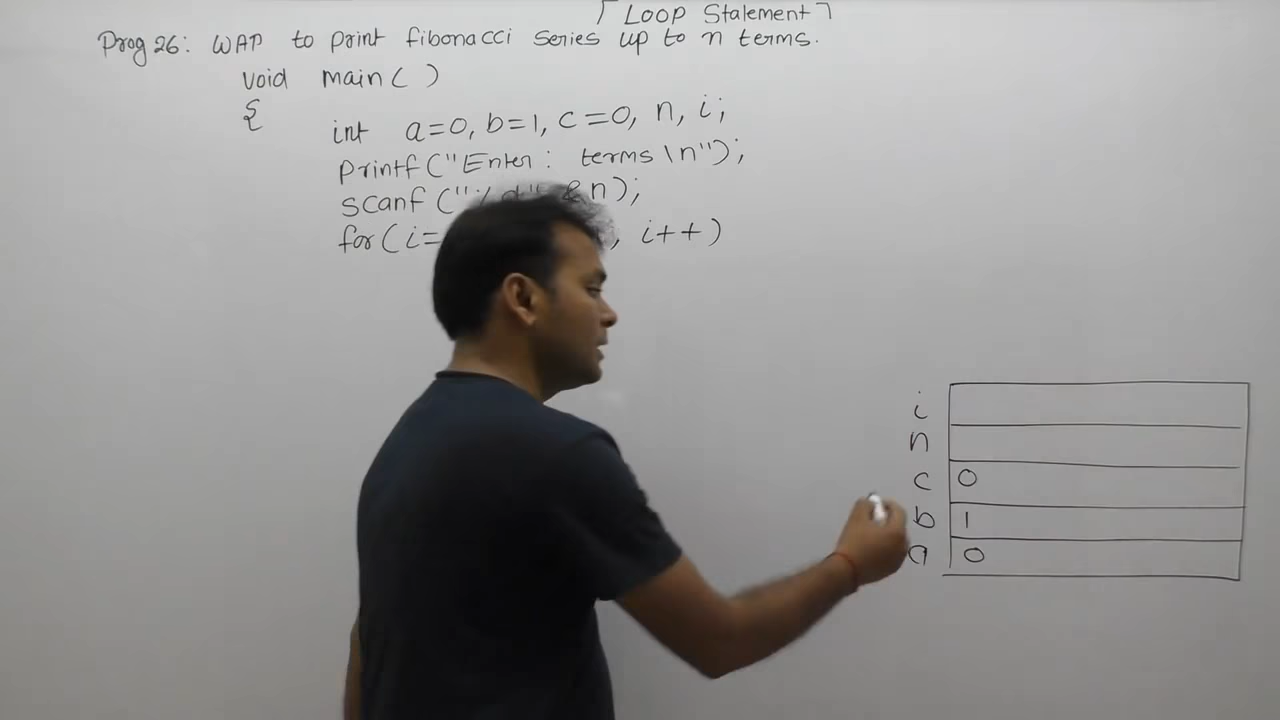 ⌈ Loop Stalement ⌉
Prog 26: WAP to print fibonacci series up to n terms.
void main( )
{
int a=0, b=1, c=0, n, i;
printf("Enter: terms \n");
scanf(" &n);
for(i= , i++)
i
n
c 0
b 1
a 0